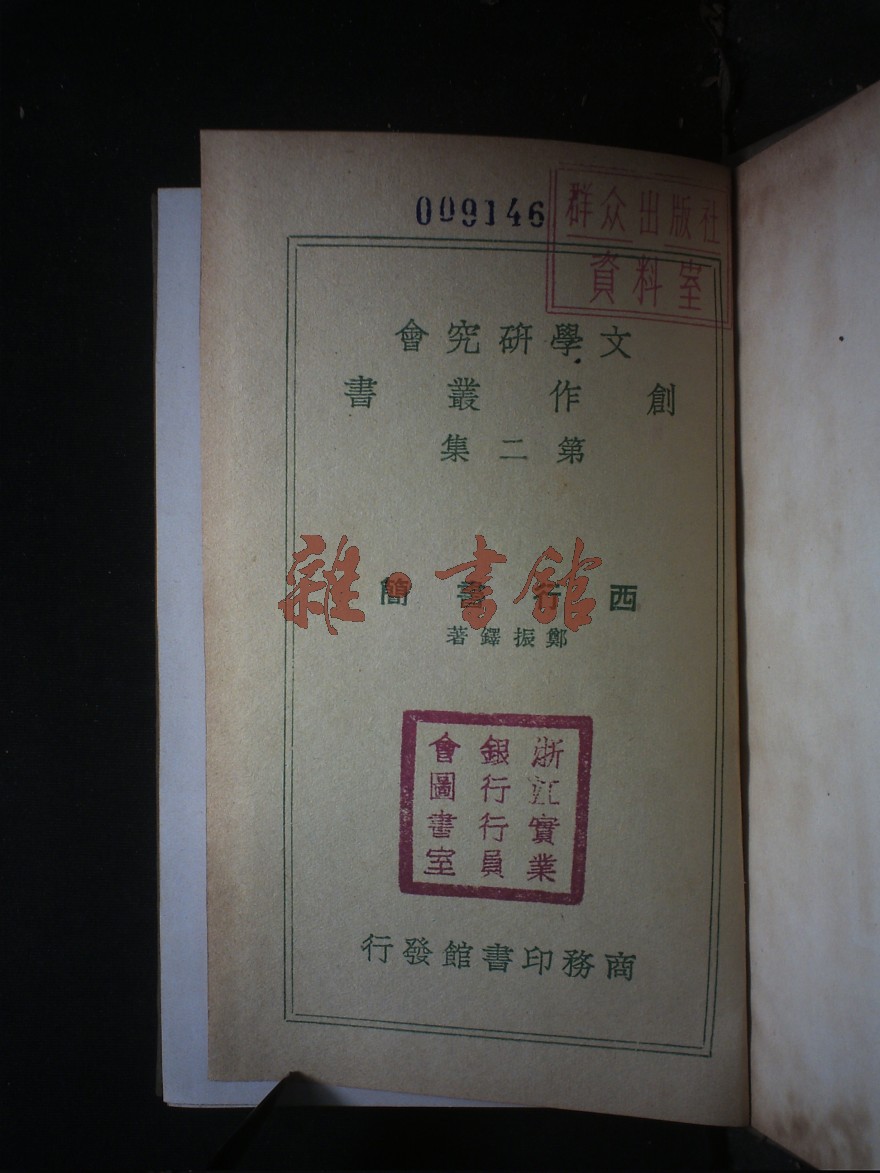 009146
群众出版社
資料室
文學研究會
創作叢書
第二集
西行書簡
鄭振鐸著
雜·書館
浙江實業
銀行行員
會圖書室
商務印書館發行